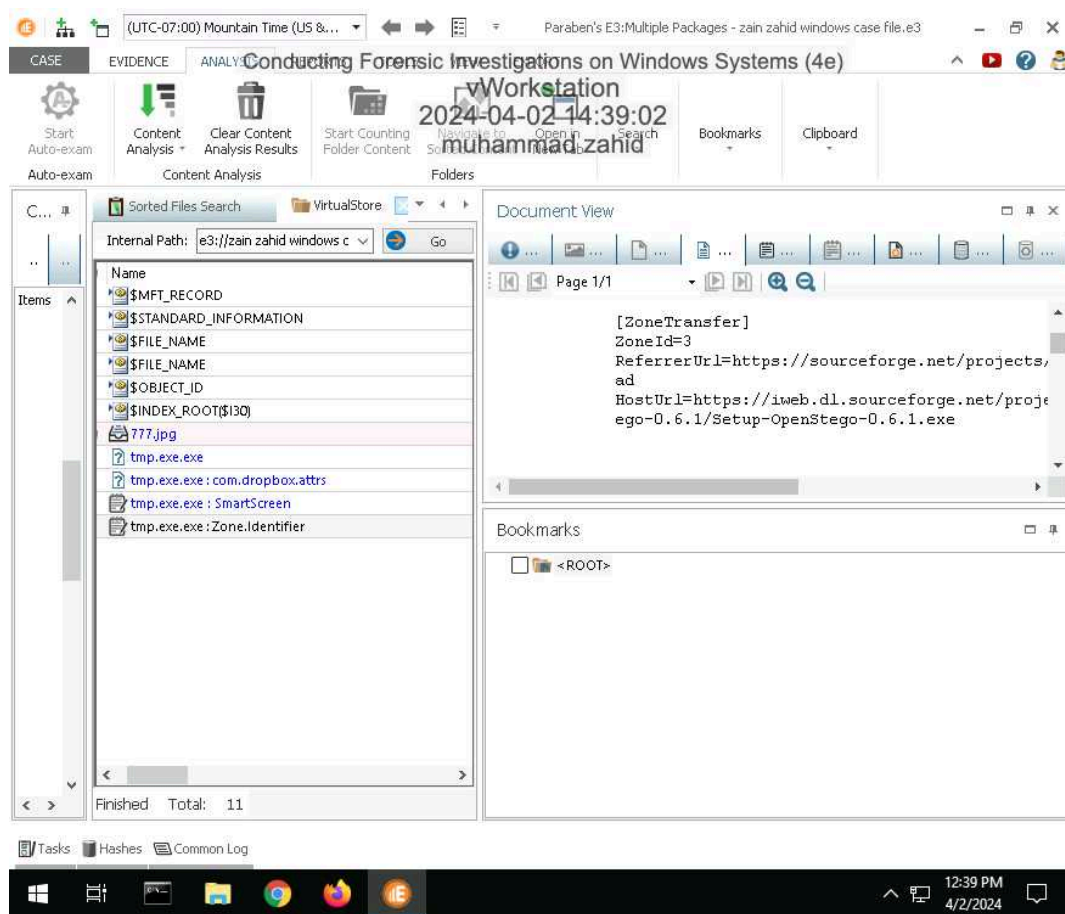 (UTC-07:00) Mountain Time (US &...
Paraben's E3:Multiple Packages - zain zahid windows case file.e3
CASE
EVIDENCE
Conducting Forensic Investigations on Windows Systems (4e)
vWorkstation
2024-04-02 14:39:02
muhammad zahid
Start Auto-exam
Content Analysis
Clear Content Analysis Results
Start Counting Folder Content
Open in New Tab
Search
Bookmarks
Clipboard
Auto-exam
Content Analysis
Folders
C...
..
..
Items
Sorted Files Search
VirtualStore
Internal Path:
e3://zain zahid windows c
Go
Name
$MFT_RECORD
$STANDARD_INFORMATION
$FILE_NAME
$FILE_NAME
$OBJECT_ID
$INDEX_ROOT($I30)
777.jpg
tmp.exe.exe
tmp.exe.exe : com.dropbox.attrs
tmp.exe.exe : SmartScreen
tmp.exe.exe : Zone.Identifier
Finished Total: 11
Document View
... ... ... ... ... ... ... ... ...
Page 1/1
[ZoneTransfer]
ZoneId=3
ReferrerUrl=https://sourceforge.net/projects/
ad
HostUrl=https://iweb.dl.sourceforge.net/proje
ego-0.6.1/Setup-OpenStego-0.6.1.exe
Bookmarks
<ROOT>
Tasks
Hashes
Common Log
12:39 PM
4/2/2024